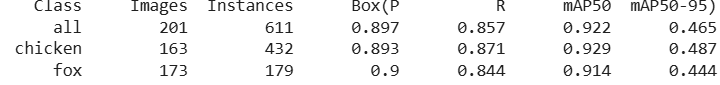 Class Images Instances Box(P R mAP50 mAP50-95)
all 201 611 0.897 0.857 0.922 0.465
chicken 163 432 0.893 0.871 0.929 0.487
fox 173 179 0.9 0.844 0.914 0.444